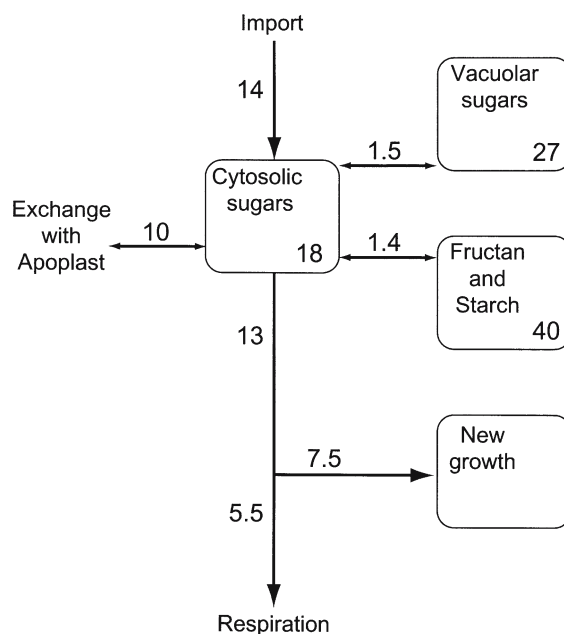 Import
14
Vacuolar
sugars
27
1.5
Cytosolic
sugars
18
Exchange
with
Apoplast
10
1.4
Fructan
and
Starch
40
13
New
growth
7.5
5.5
Respiration